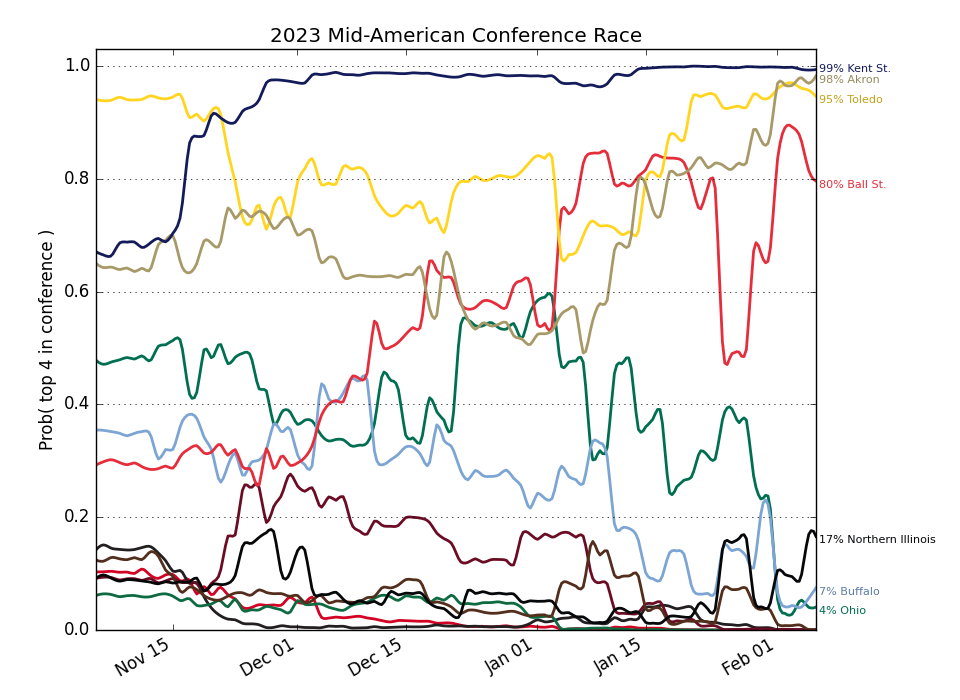 2023 Mid-American Conference Race
Prob( top 4 in conference )
1.0
0.8
0.6
0.4
0.2
0.0
Nov 15
Dec 01
Dec 15
Jan 01
Jan 15
Feb 01
99% Kent St.
98% Akron
95% Toledo
80% Ball St.
17% Northern Illinois
7% Buffalo
4% Ohio